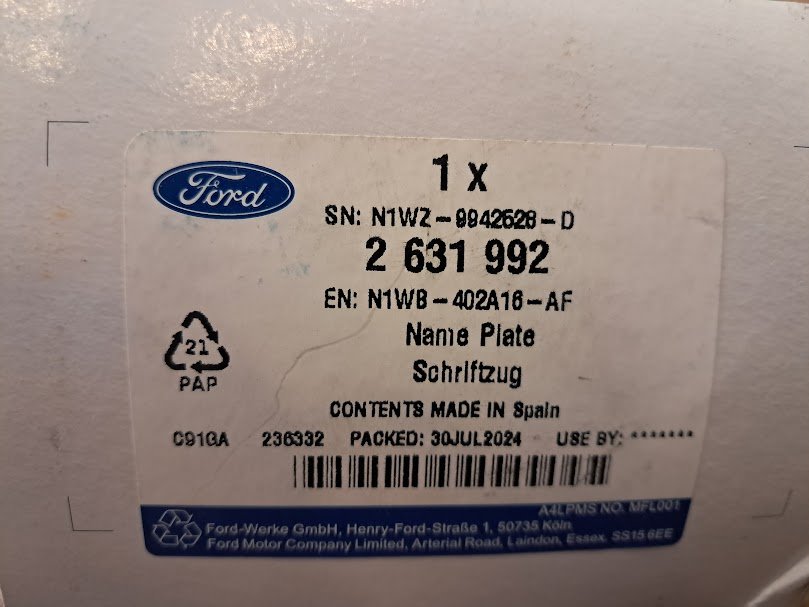 Ford
1 x
SN: N1WZ-9942528-D
2 631 992
EN: N1WB-402A16-AF
Name Plate
Schriftzug
21
PAP
CONTENTS MADE IN Spain
C91GA 236332 PACKED: 30JUL2024 USE BY: *******
A4LPMS NO. MFL001
Ford-Werke GmbH, Henry-Ford-Straße 1, 50735 Köln
Ford Motor Company Limited, Arterial Road, Laindon, Essex, SS15 6EE